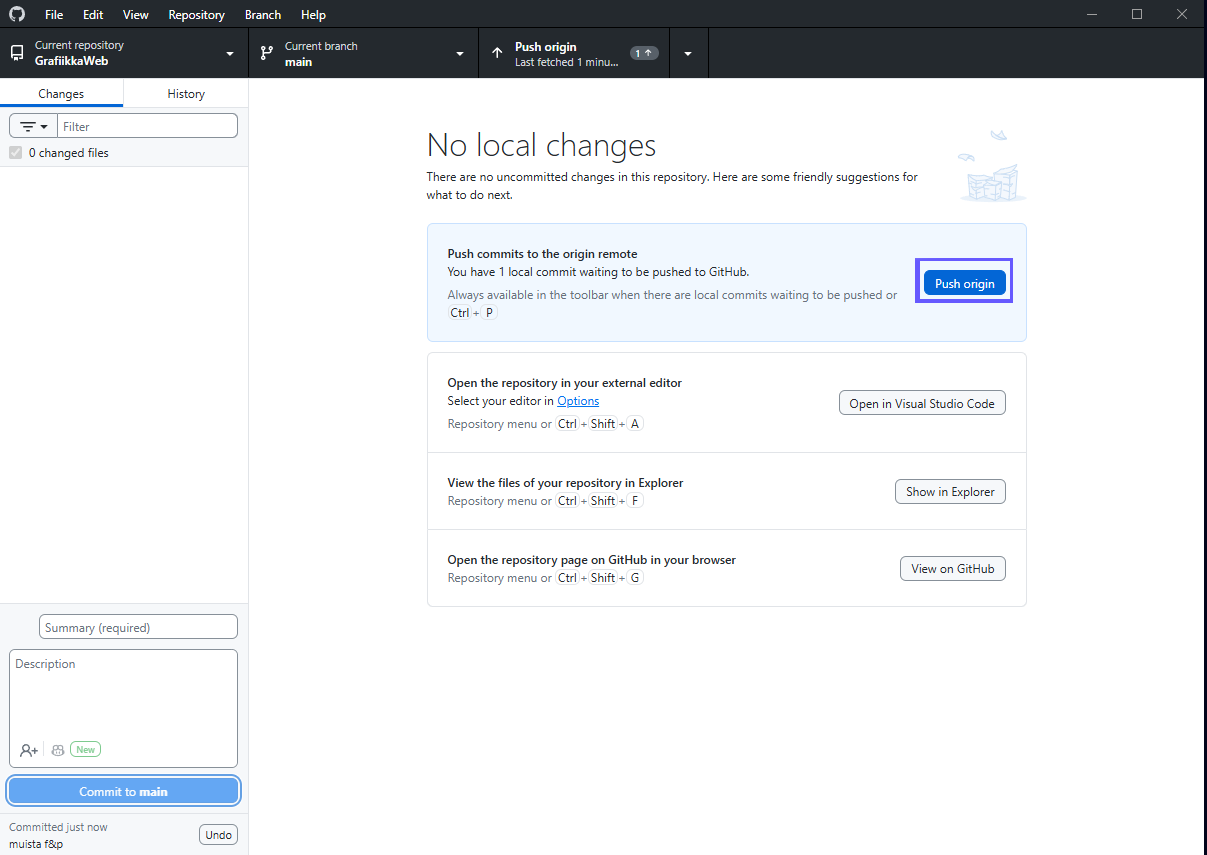 File Edit View Repository Branch Help
Current repository
GrafiikkaWeb
Current branch
main
Push origin
Last fetched 1 minu...
1
Changes History
Filter
0 changed files
No local changes
There are no uncommitted changes in this repository. Here are some friendly suggestions for
what to do next.
Push commits to the origin remote
You have 1 local commit waiting to be pushed to GitHub.
Always available in the toolbar when there are local commits waiting to be pushed or
Ctrl + P
Push origin
Open the repository in your external editor
Select your editor in Options
Repository menu or Ctrl + Shift + A
Open in Visual Studio Code
View the files of your repository in Explorer
Repository menu or Ctrl + Shift + F
Show in Explorer
Open the repository page on GitHub in your browser
Repository menu or Ctrl + Shift + G
View on GitHub
Summary (required)
Description
New
Commit to main
Committed just now
muista f&p
Undo